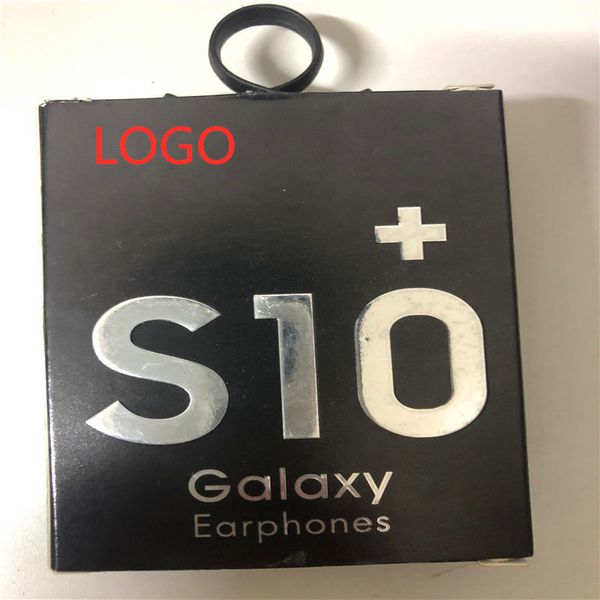 LOGO
+
S10
Galaxy
Earphones